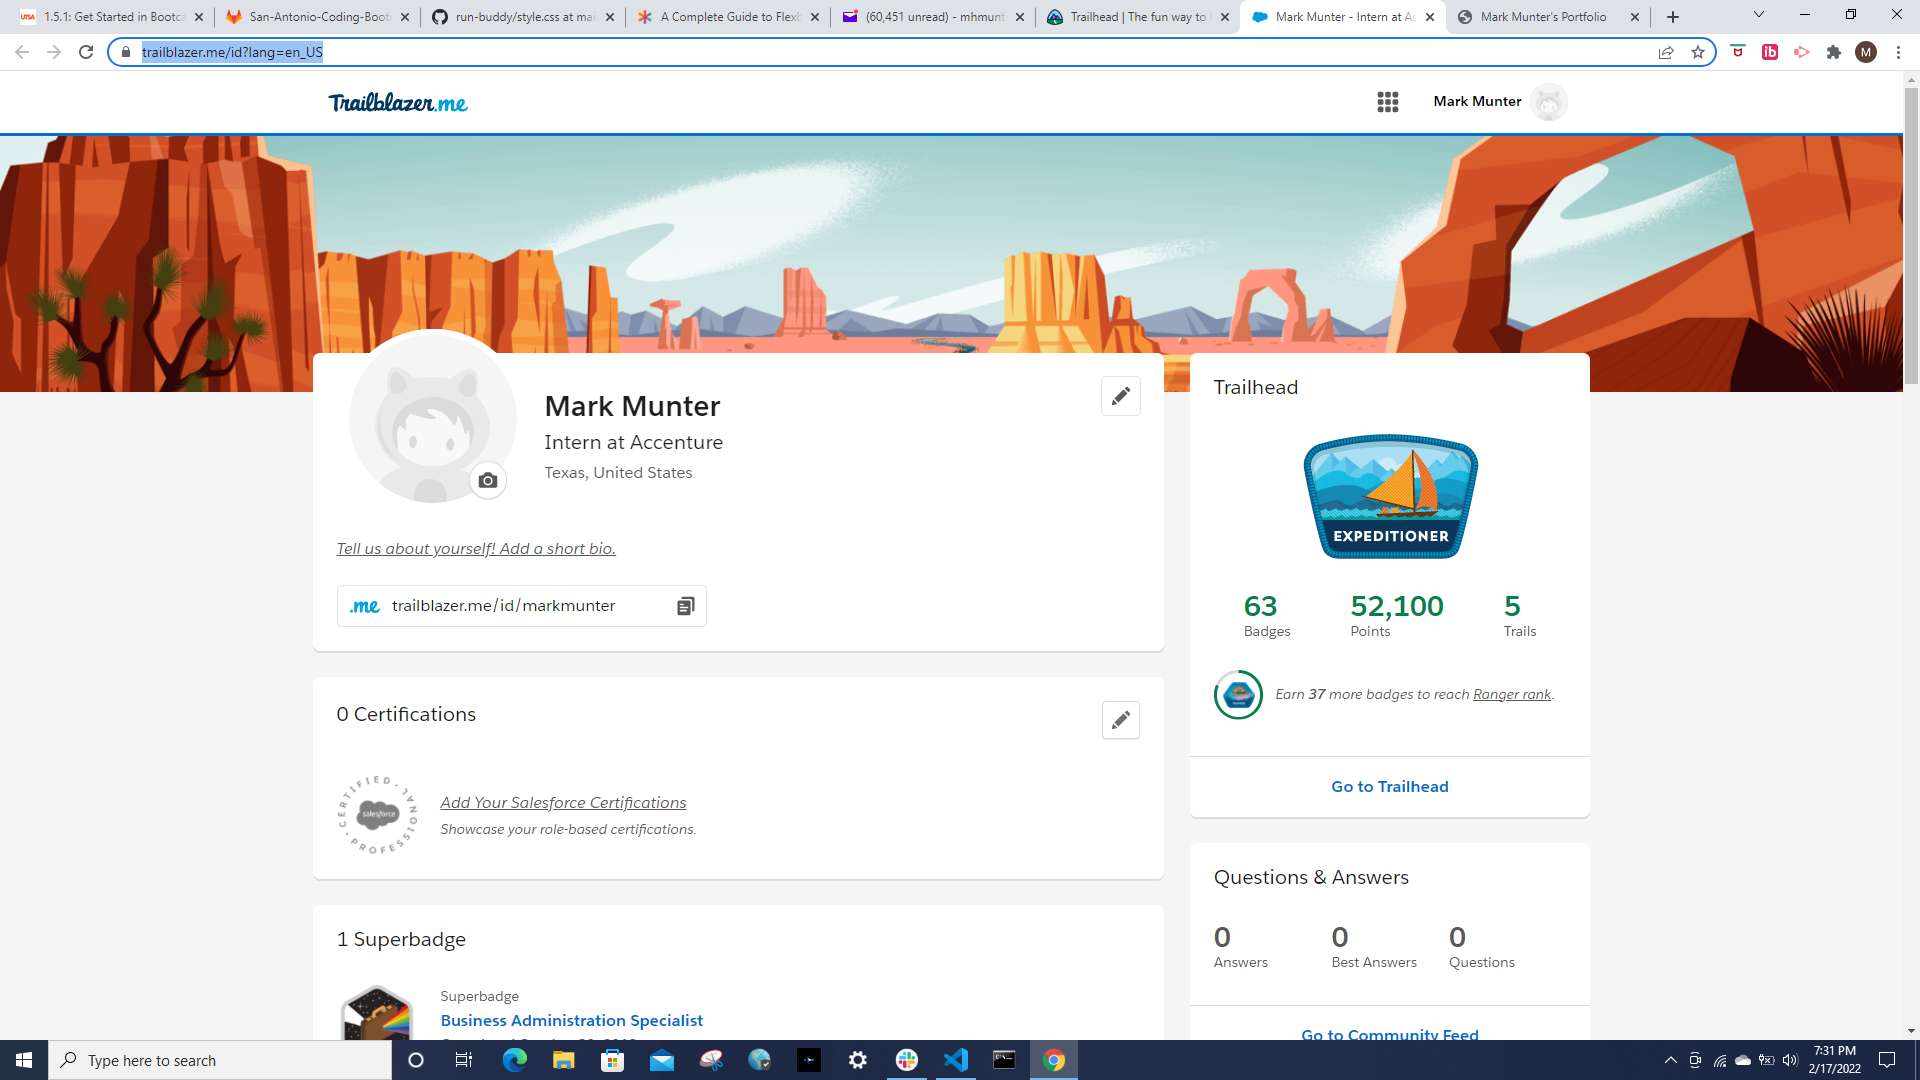 1.5.1: Get Started in Bootca
San-Antonio-Coding-Boot
run-buddy/style.css at mai
A Complete Guide to Flexb
(60,451 unread) - mhmunt
Trailhead | The fun way to
Mark Munter - Intern at Ac
Mark Munter's Portfolio
trailblazer.me/id?lang=en_US
M
Trailblazer.me
Mark Munter
Mark Munter
Intern at Accenture
Texas, United States
Tell us about yourself! Add a short bio.
.me trailblazer.me/id/markmunter
0 Certifications
CERTIFIED PROFESSIONAL
salesforce
Add Your Salesforce Certifications
Showcase your role-based certifications.
1 Superbadge
Superbadge
Business Administration Specialist
Trailhead
EXPEDITIONER
63 52,100 5
Badges Points Trails
Earn 37 more badges to reach Ranger rank.
Go to Trailhead
Questions & Answers
0 0 0
Answers Best Answers Questions
Go to Community Feed
Type here to search
7:31 PM
2/17/2022